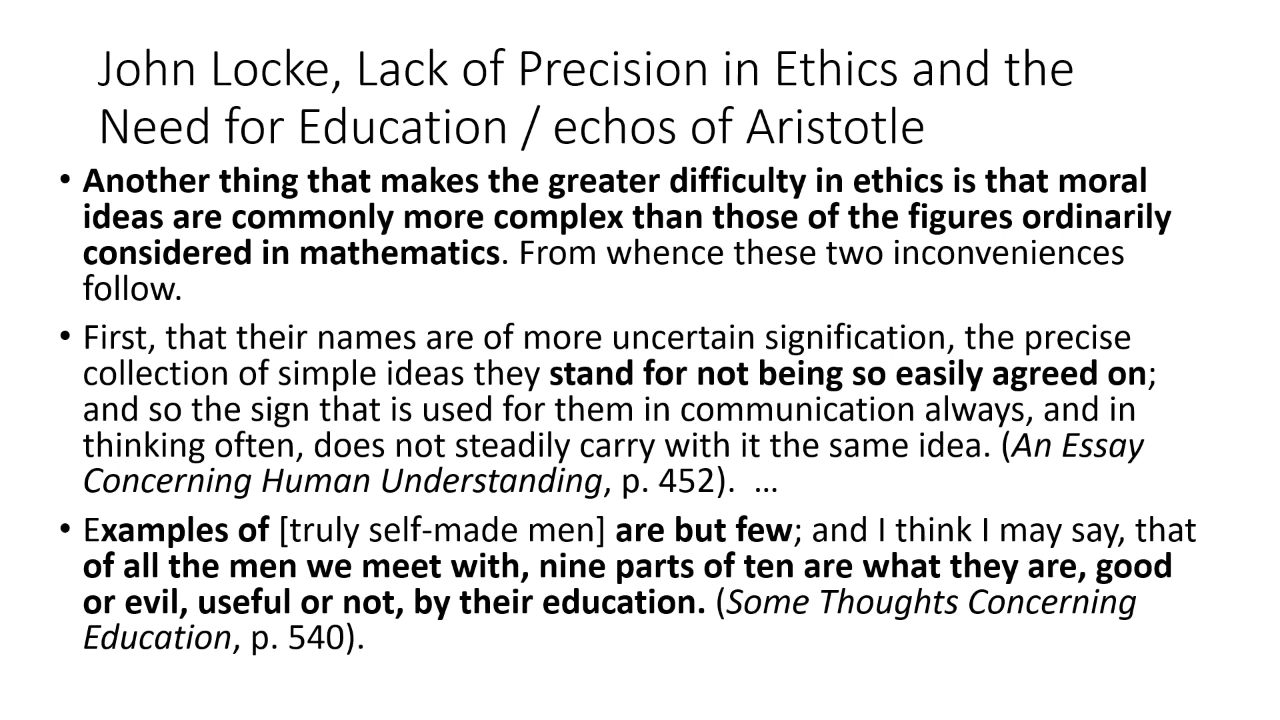 John Locke, Lack of Precision in Ethics and the
Need for Education / echos of Aristotle
• Another thing that makes the greater difficulty in ethics is that moral
ideas are commonly more complex than those of the figures ordinarily
considered in mathematics. From whence these two inconveniences
follow.
• First, that their names are of more uncertain signification, the precise
collection of simple ideas they stand for not being so easily agreed on;
and so the sign that is used for them in communication always, and in
thinking often, does not steadily carry with it the same idea. (An Essay
Concerning Human Understanding, p. 452). …
• Examples of [truly self-made men] are but few; and I think I may say, that
of all the men we meet with, nine parts of ten are what they are, good
or evil, useful or not, by their education. (Some Thoughts Concerning
Education, p. 540).